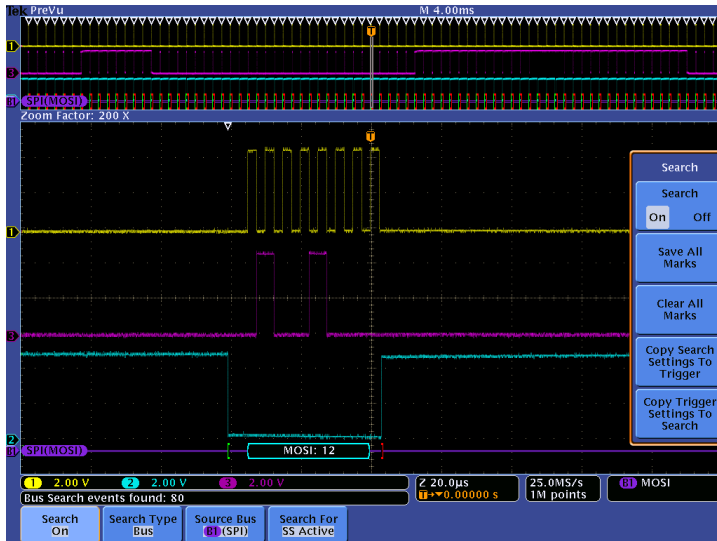 Tek PreVu M 4.00ms
T
1
3
B1 SPI(MOSI)
Zoom Factor: 200 X
T
1
3
2
B1 SPI(MOSI)
MOSI: 12
Search
Search
On Off
Save All
Marks
Clear All
Marks
Copy Search
Settings To
Trigger
Copy Trigger
Settings To
Search
1 2.00 V 2 2.00 V 3 2.00 V
Z 20.0µs
T→▼0.00000 s
25.0MS/s
1M points
B1 MOSI
Bus Search events found: 80
Search
On
Search Type
Bus
Source Bus
B1 (SPI)
Search For
SS Active